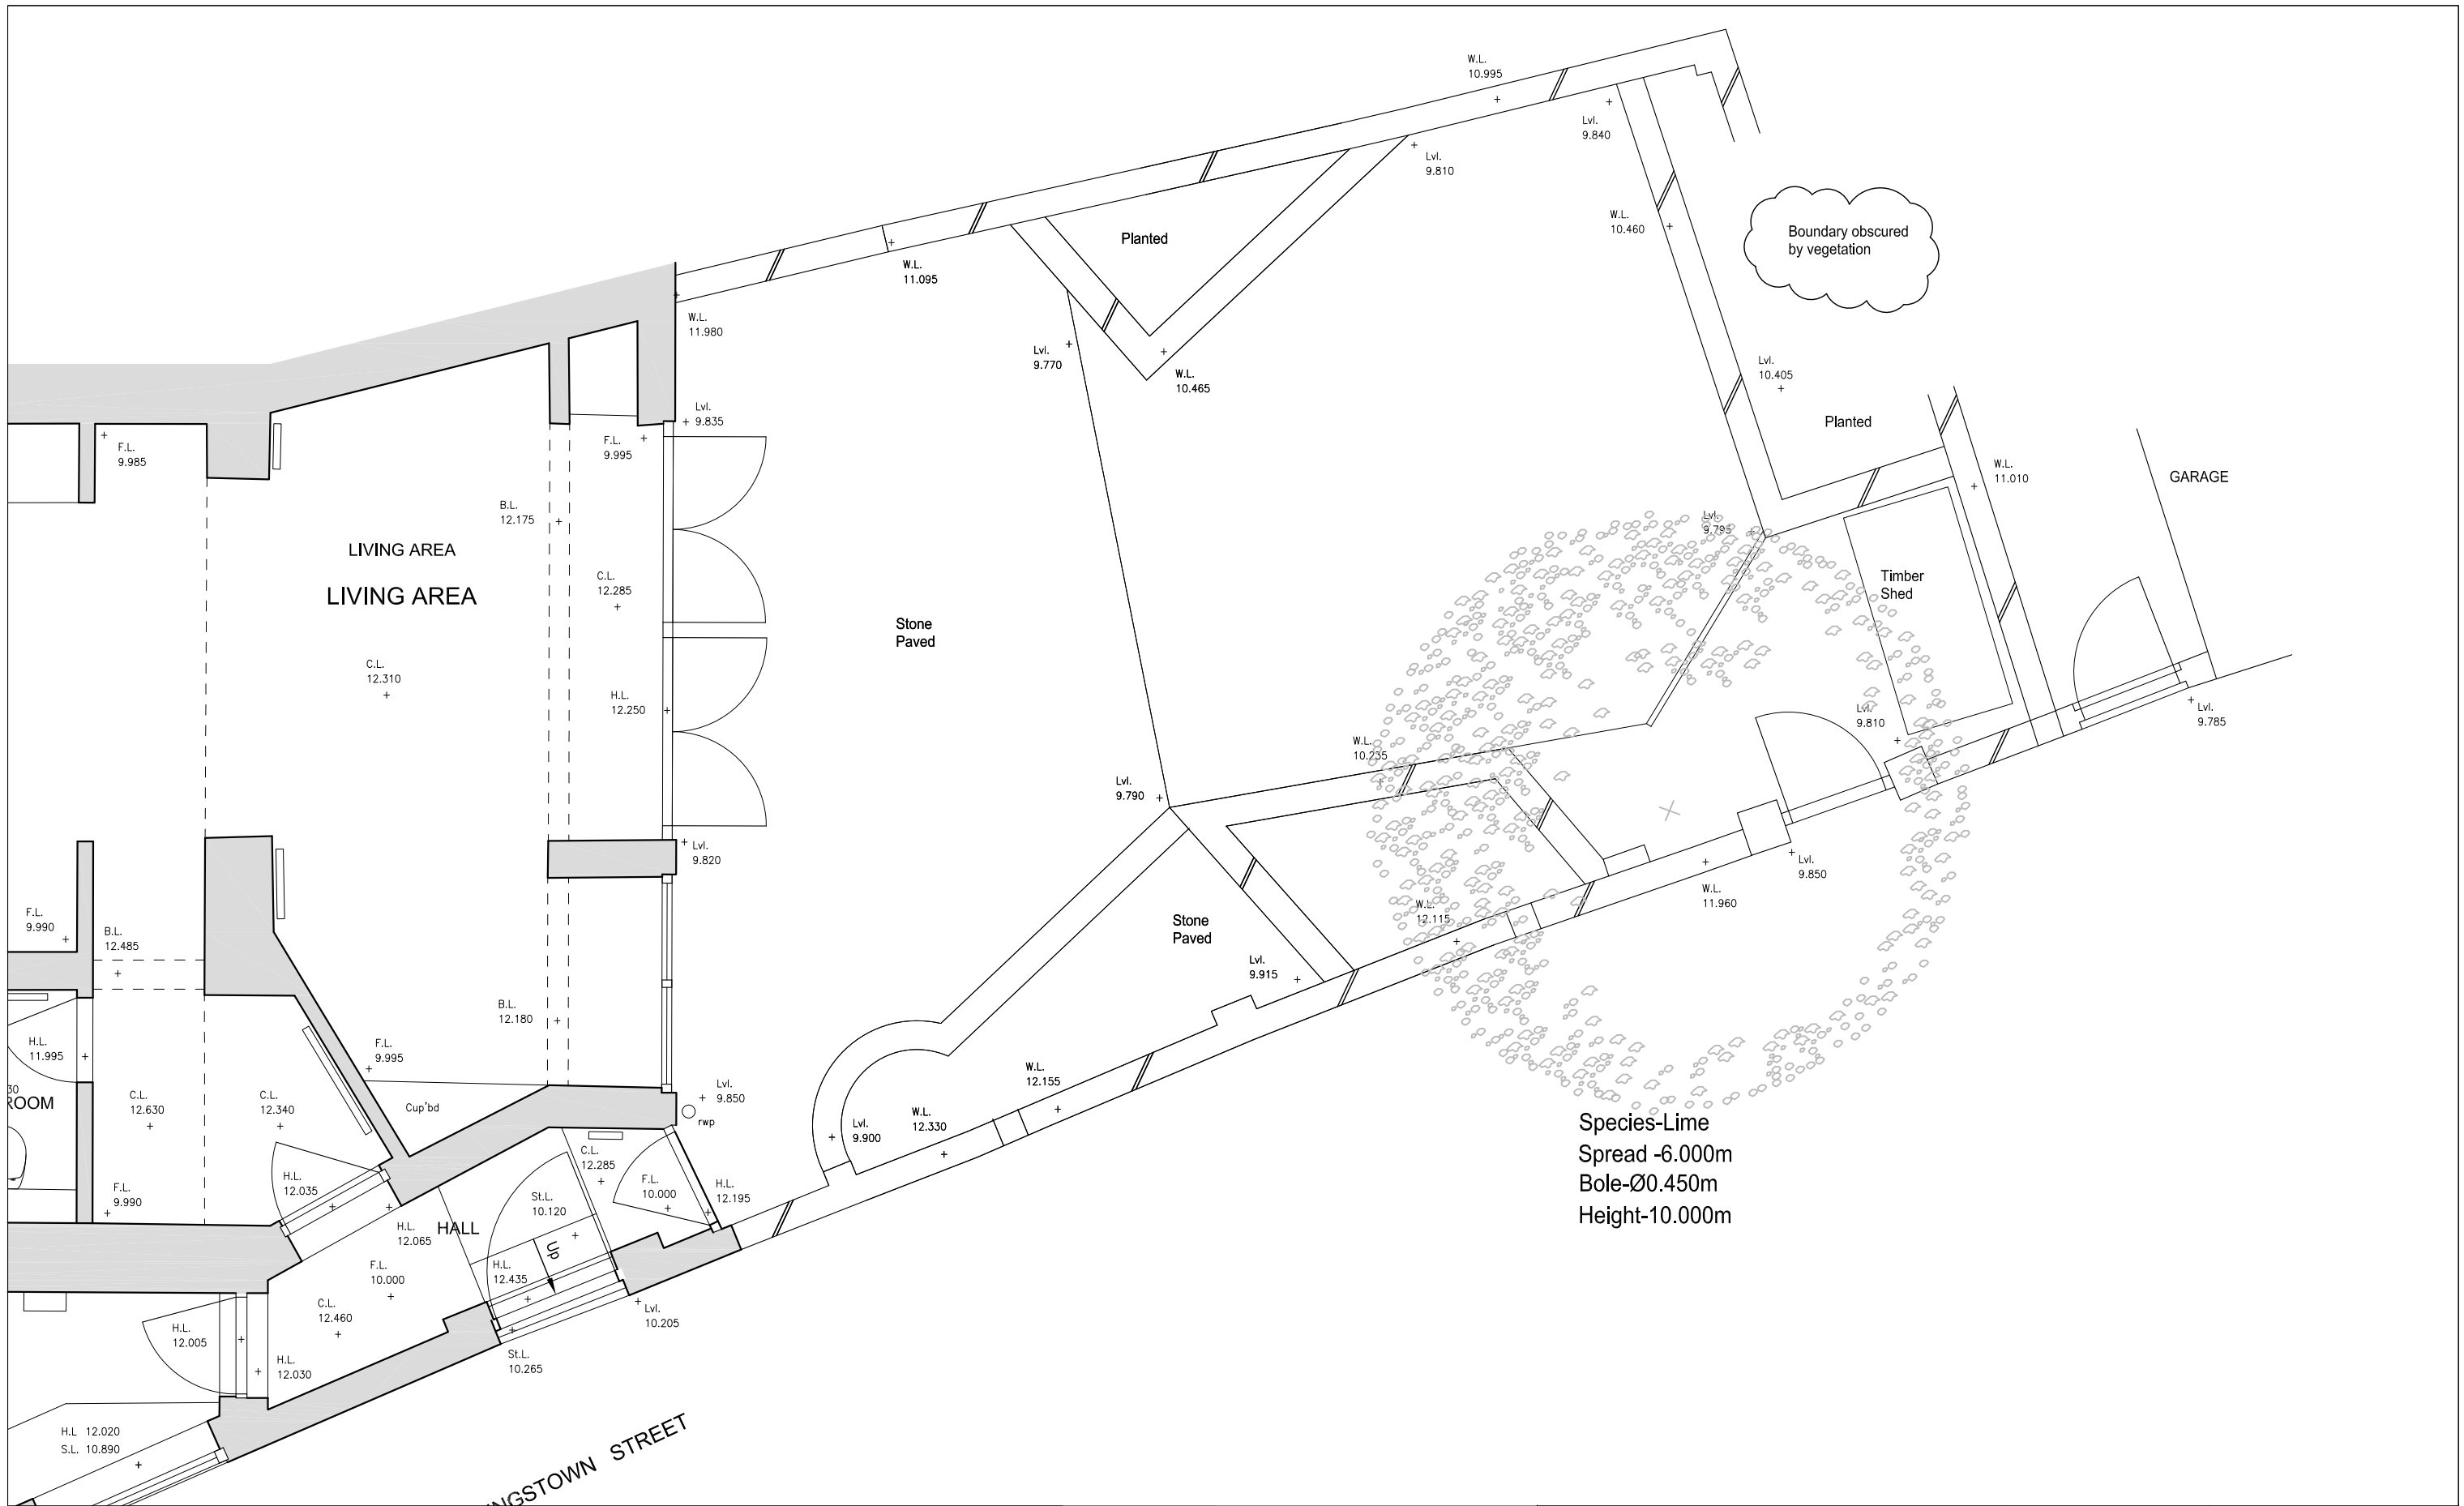 W.L.
10.995
Lvl.
9.840
Lvl.
9.810
W.L.
10.460
Boundary obscured
by vegetation
Planted
W.L.
11.095
W.L.
11.980
Lvl.
9.770
W.L.
10.465
Lvl.
10.405
Planted
Lvl.
9.835
F.L.
9.985
F.L.
9.995
W.L.
11.010
GARAGE
B.L.
12.175
Lvl.
9.795
LIVING AREA
LIVING AREA
C.L.
12.285
Timber
Shed
Stone
Paved
C.L.
12.310
H.L.
12.250
Lvl.
9.810
Lvl.
9.785
W.L.
10.235
Lvl.
9.790
Lvl.
9.820
Lvl.
9.850
W.L.
11.960
F.L.
9.990
B.L.
12.485
W.L.
12.115
Stone
Paved
Lvl.
9.915
B.L.
12.180
H.L.
11.995
F.L.
9.995
W.L.
12.155
Lvl.
9.850
rwp
30
ROOM
C.L.
12.630
C.L.
12.340
Cup'bd
W.L.
12.330
Lvl.
9.900
Species-Lime
Spread -6.000m
Bole-Ø0.450m
Height-10.000m
C.L.
12.285
F.L.
10.000
H.L.
12.195
H.L.
12.035
F.L.
9.990
St.L.
10.120
H.L.
12.065
HALL
Up
F.L.
10.000
H.L.
12.435
C.L.
12.460
Lvl.
10.205
H.L.
12.005
H.L.
12.030
St.L.
10.265
H.L 12.020
S.L. 10.890
NGSTOWN STREET